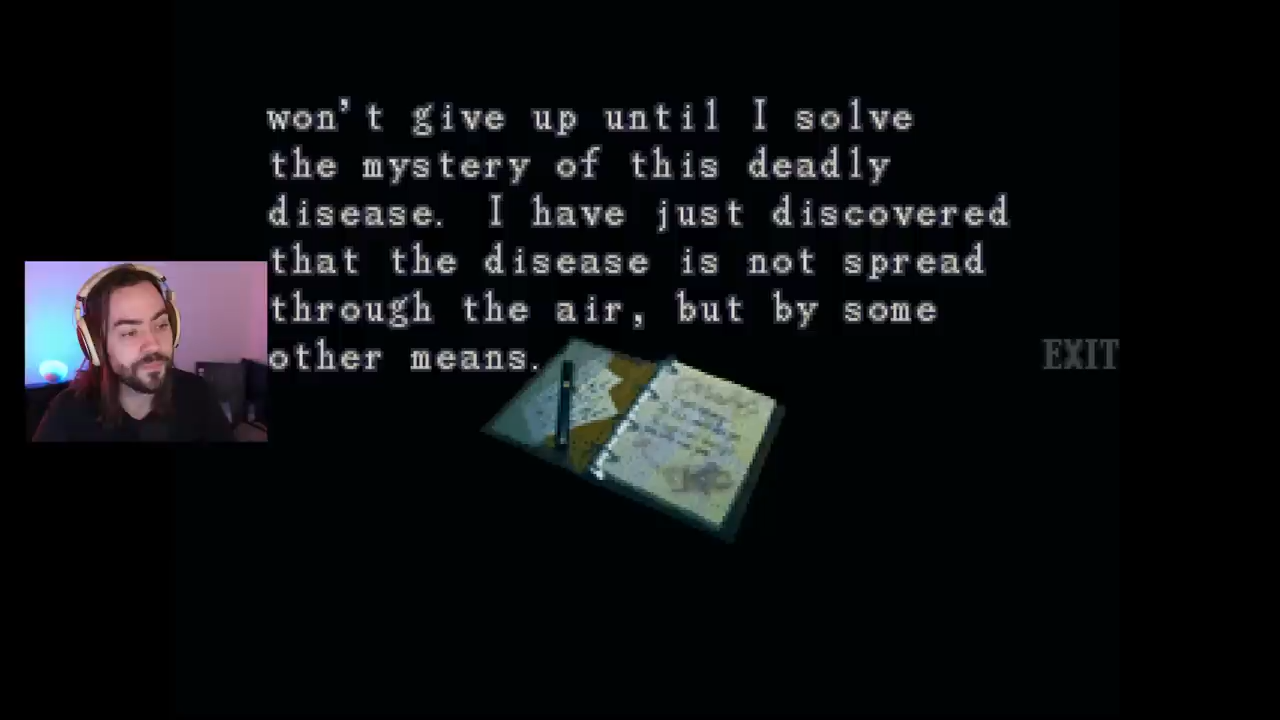 won't give up until I solve
the mystery of this deadly
disease. I have just discovered
that the disease is not spread
through the air, but by some
other means.
EXIT